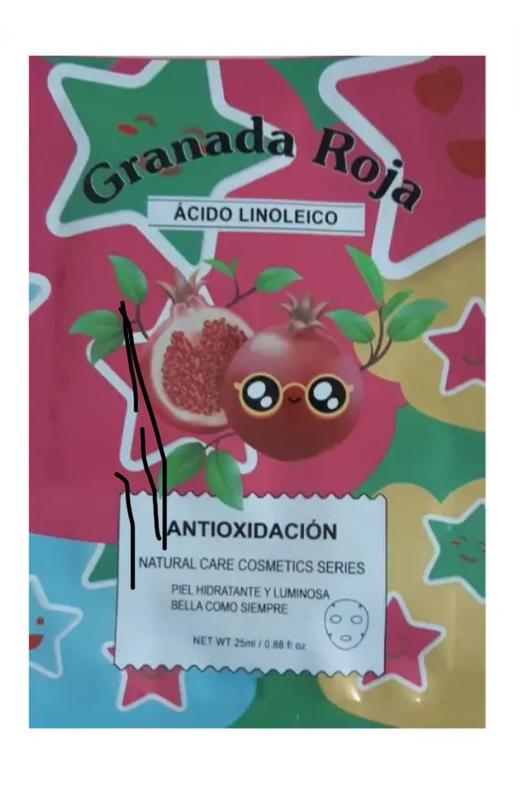 Granada Roja
ÁCIDO LINOLEICO
ANTIOXIDACIÓN
NATURAL CARE COSMETICS SERIES
PIEL HIDRATANTE Y LUMINOSA
BELLA COMO SIEMPRE
NET WT 25ml / 0.88 fl oz